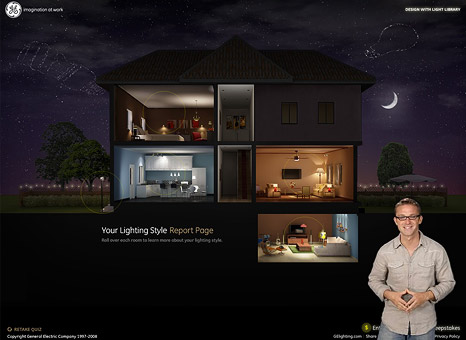 imagination at work
DESIGN WITH LIGHT LIBRARY
Your Lighting Style Report Page
Roll over each room to learn more about your lighting style.
RETAKE QUIZ
Copyright General Electric Company 1997-2008
GElighting.com
Privacy Policy